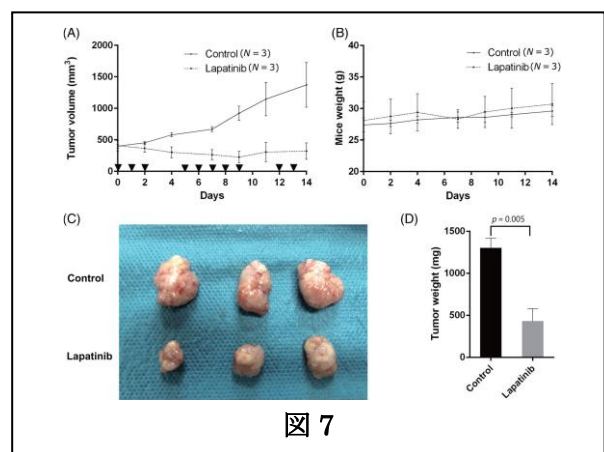 (A)
Tumor volume (mm³)
2000
1500
1000
500
0
Control (N = 3)
Lapatinib (N = 3)
0 2 4 6 8 10 12 14
Days
(B)
Mice weight (g)
40
35
30
25
20
Control (N = 3)
Lapatinib (N = 3)
0 2 4 6 8 10 12 14
Days
(C)
Control
Lapatinib
(D)
p = 0.005
Tumor weight (mg)
1500
1000
500
0
Control
Lapatinib
図 7